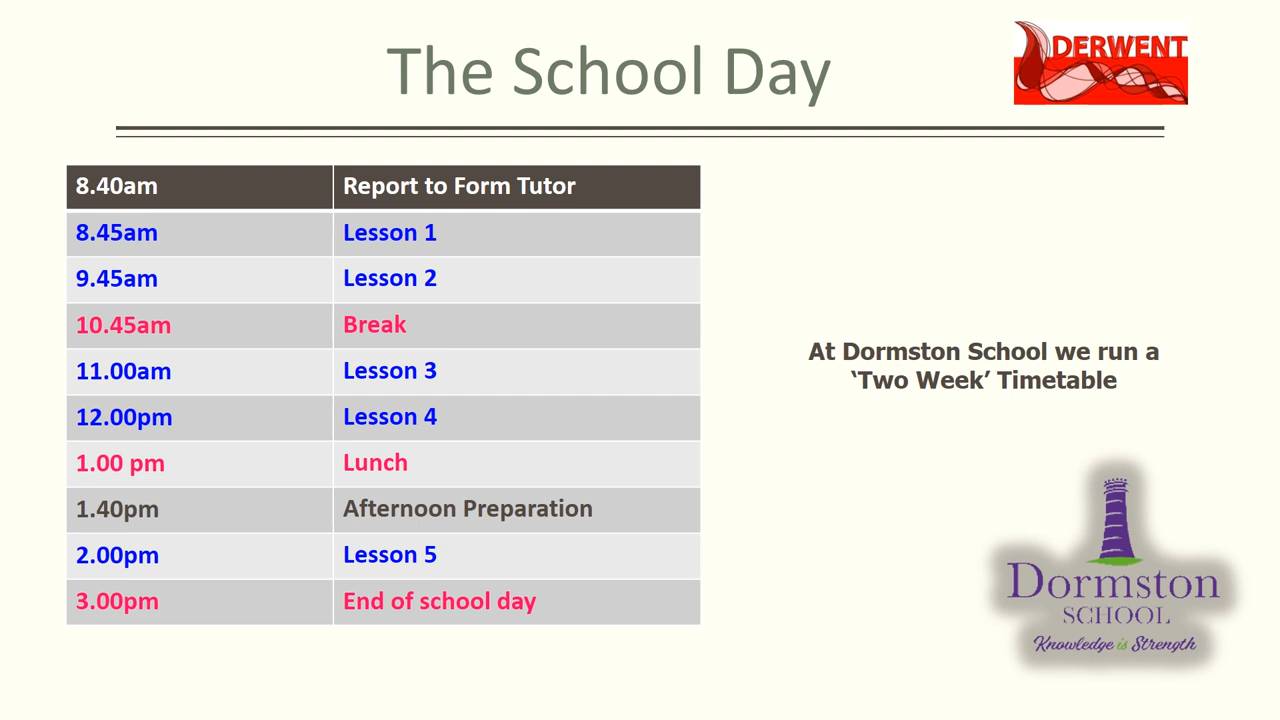 The School Day
DERWENT
8.40am Report to Form Tutor
8.45am Lesson 1
9.45am Lesson 2
10.45am Break
11.00am Lesson 3
12.00pm Lesson 4
1.00 pm Lunch
1.40pm Afternoon Preparation
2.00pm Lesson 5
3.00pm End of school day
At Dormston School we run a
‘Two Week’ Timetable
Dormston
SCHOOL
Knowledge is Strength